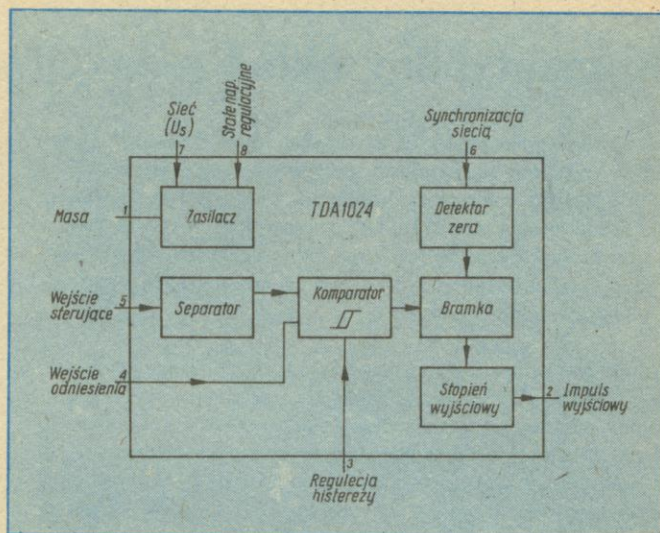 Sieć
(Us)
Stałe nap.
regulacyjne
Synchronizacja
siecią
7
8
6
Masa
1
Zasilacz
TDA1024
Detektor
zera
Wejście
sterujące
5
Separator
Komparator
Bramka
Wejście
odniesienia
4
Stopień
wyjściowy
2
Impuls
wyjściowy
3
Regulecja
histerezy